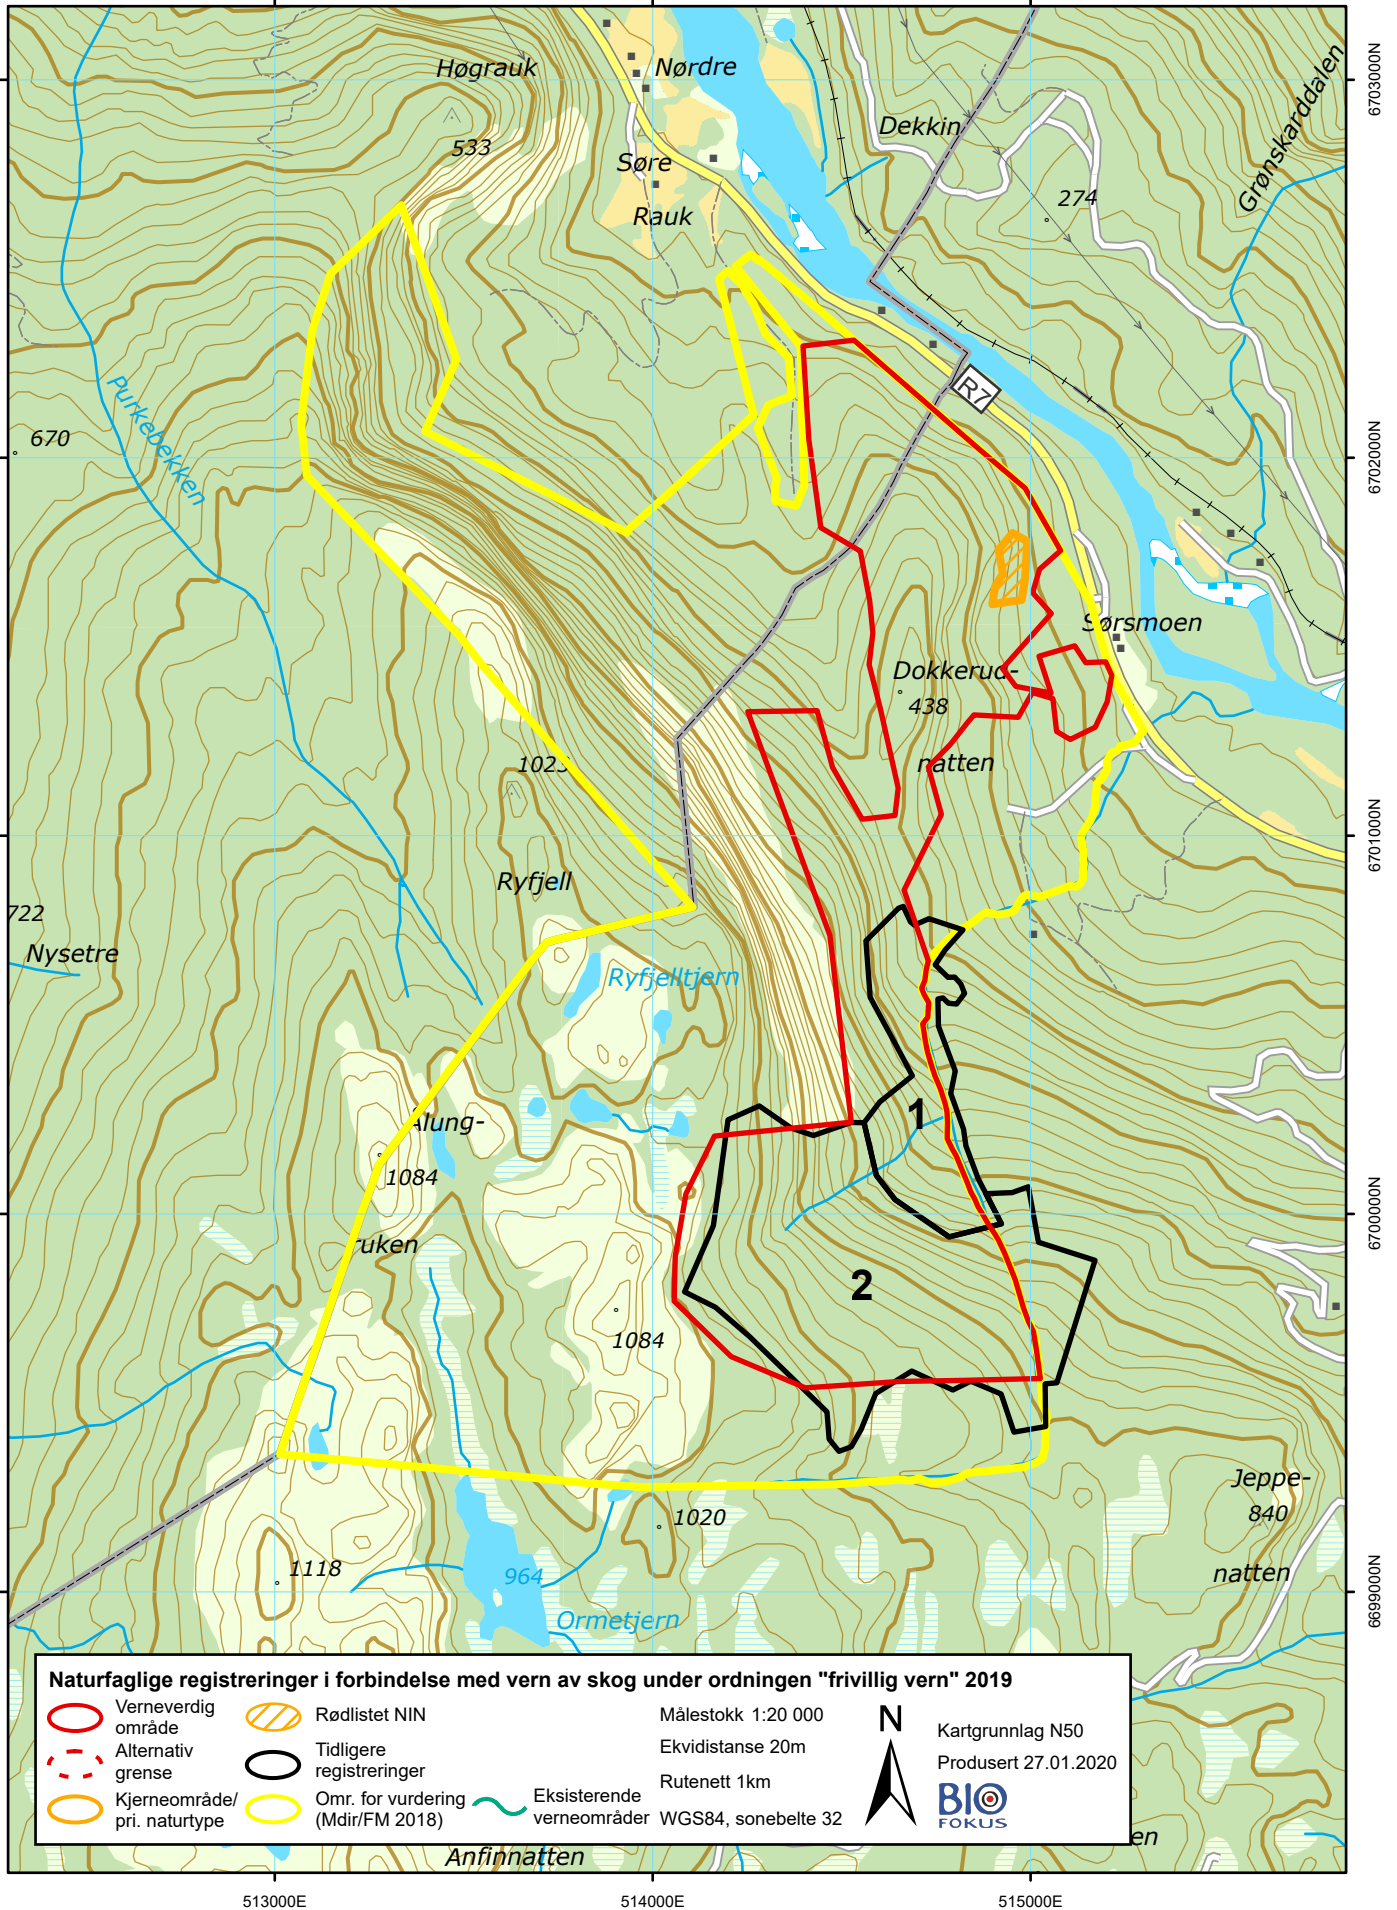 Høgrauk
Nørdre
533
Søre
Rauk
Dekkin
274
Grønskarddalen
R7
Purkebekken
670
Sørsmoen
Dokkerud-
438
natten
1023
Ryfjell
722
Nysetre
Ryfjelltjern
Ålung-
1084
ruken
1
2
1084
1020
1118
964
Ormetjern
Jeppe-
840
natten
Anfinnatten
en
6703000N
6702000N
6701000N
6700000N
6699000N
513000E
514000E
515000E
Naturfaglige registreringer i forbindelse med vern av skog under ordningen "frivillig vern" 2019
Verneverdig
område
Alternativ
grense
Kjerneområde/
pri. naturtype
Rødlistet NIN
Tidligere
registreringer
Omr. for vurdering
(Mdir/FM 2018)
Eksisterende
verneområder
Målestokk 1:20 000
Ekvidistanse 20m
Rutenett 1km
WGS84, sonebelte 32
N
Kartgrunnlag N50
Produsert 27.01.2020
BIO
FOKUS